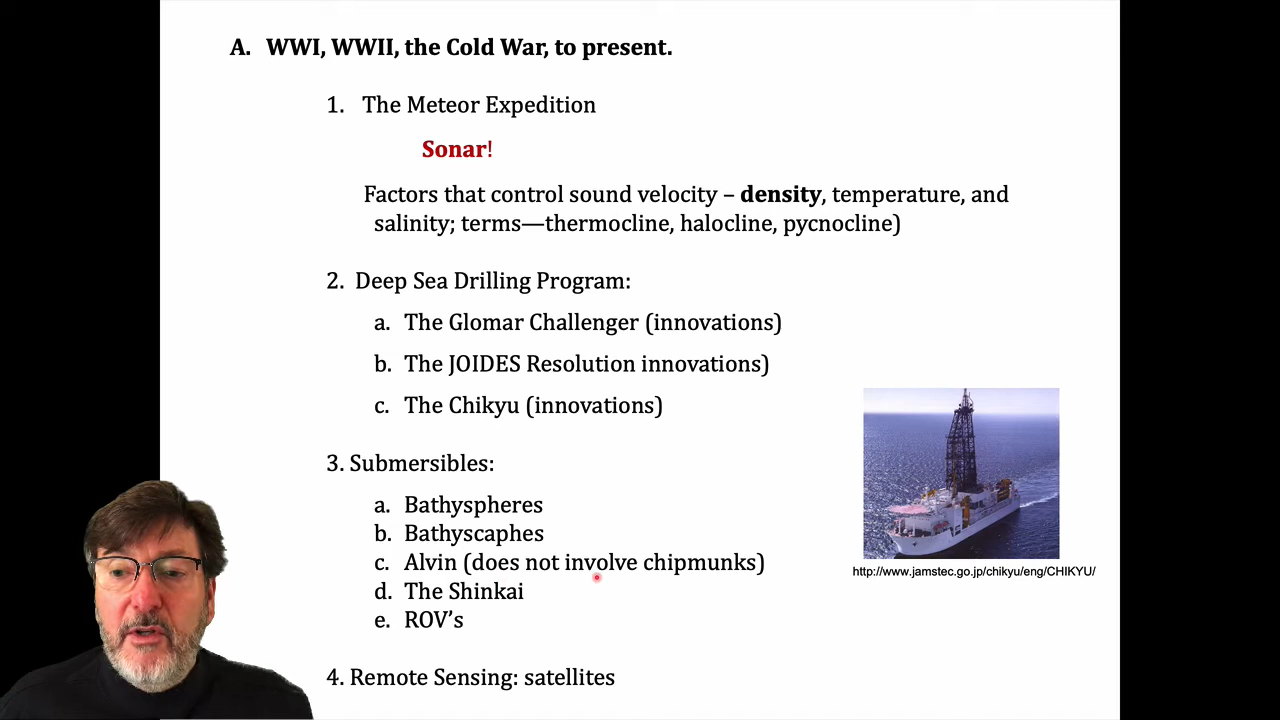 A. WWI, WWII, the Cold War, to present.
1. The Meteor Expedition
Sonar!
Factors that control sound velocity – density, temperature, and
salinity; terms—thermocline, halocline, pycnocline)
2. Deep Sea Drilling Program:
a. The Glomar Challenger (innovations)
b. The JOIDES Resolution innovations)
c. The Chikyu (innovations)
http://www.jamstec.go.jp/chikyu/eng/CHIKYU/
3. Submersibles:
a. Bathyspheres
b. Bathyscaphes
c. Alvin (does not involve chipmunks)
d. The Shinkai
e. ROV’s
4. Remote Sensing: satellites